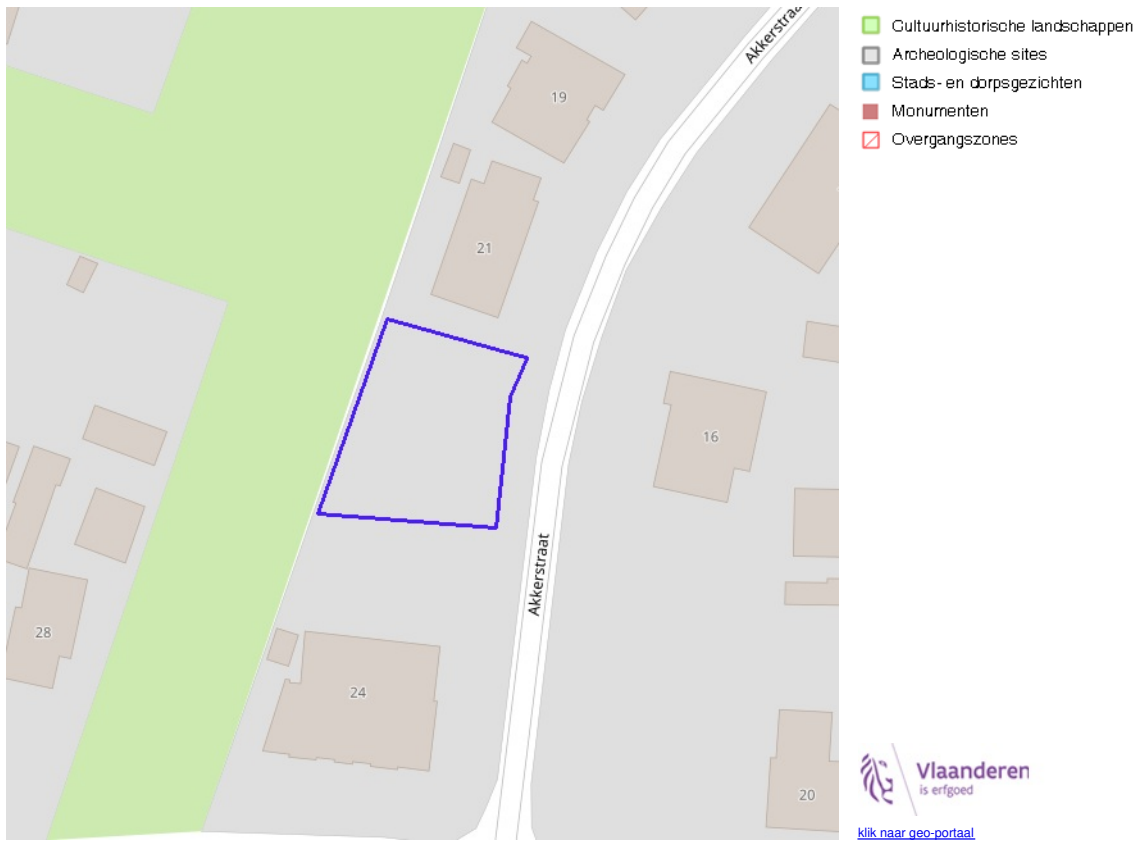 Akkerstraat
19
21
16
Akkerstraat
28
24
20
Cultuurhistorische landschappen
Archeologische sites
Stads- en dorpsgezichten
Monumenten
Overgangszones
Vlaanderen
is erfgoed
klik naar geo-portaal